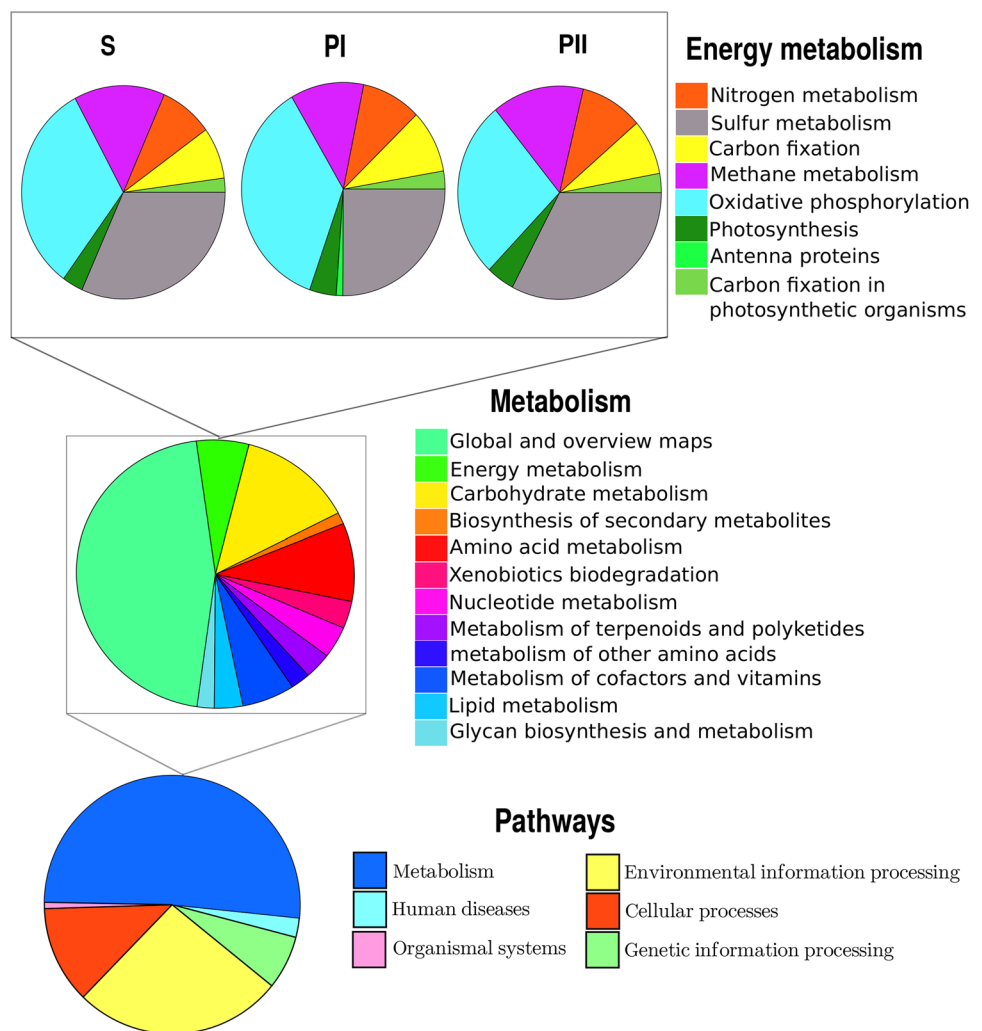 S
PI
PII
Energy metabolism
Nitrogen metabolism
Sulfur metabolism
Carbon fixation
Methane metabolism
Oxidative phosphorylation
Photosynthesis
Antenna proteins
Carbon fixation in
photosynthetic organisms
Metabolism
Global and overview maps
Energy metabolism
Carbohydrate metabolism
Biosynthesis of secondary metabolites
Amino acid metabolism
Xenobiotics biodegradation
Nucleotide metabolism
Metabolism of terpenoids and polyketides
metabolism of other amino acids
Metabolism of cofactors and vitamins
Lipid metabolism
Glycan biosynthesis and metabolism
Pathways
Metabolism
Human diseases
Organismal systems
Environmental information processing
Cellular processes
Genetic information processing